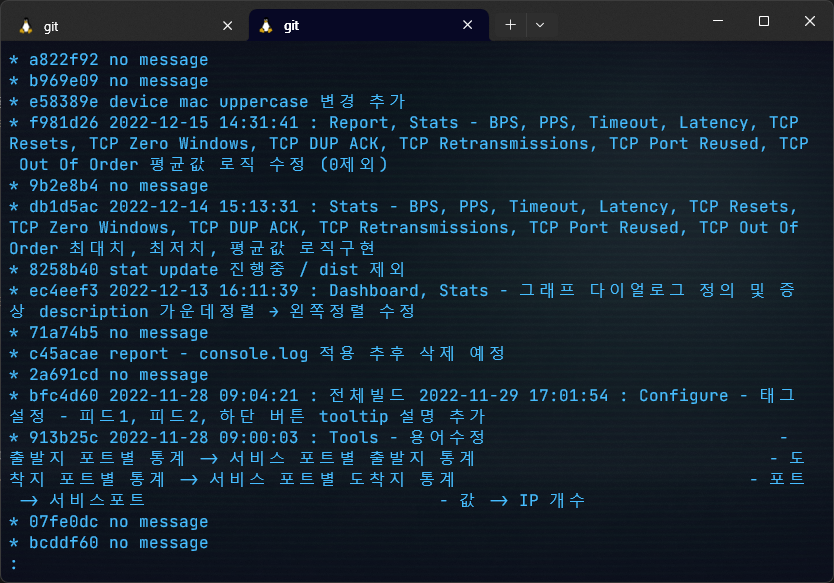 git
git
* a822f92 no message
* b969e09 no message
* e58389e device mac uppercase 변경 추가
* f981d26 2022-12-15 14:31:41 : Report, Stats - BPS, PPS, Timeout, Latency, TCP
Resets, TCP Zero Windows, TCP DUP ACK, TCP Retransmissions, TCP Port Reused, TCP
Out Of Order 평균값 로직 수정 (0제외)
* 9b2e8b4 no message
* db1d5ac 2022-12-14 15:13:31 : Stats - BPS, PPS, Timeout, Latency, TCP Resets,
TCP Zero Windows, TCP DUP ACK, TCP Retransmissions, TCP Port Reused, TCP Out Of
Order 최대치, 최저치, 평균값 로직구현
* 8258b40 stat update 진행중 / dist 제외
* ec4eef3 2022-12-13 16:11:39 : Dashboard, Stats - 그래프 다이얼로그 정의 및 증
상 description 가운데정렬 → 왼쪽정렬 수정
* 71a74b5 no message
* c45acae report - console.log 적용 추후 삭제 예정
* 2a691cd no message
* bfc4d60 2022-11-28 09:04:21 : 전체빌드 2022-11-29 17:01:54 : Configure - 태그
설정 - 피드1, 피드2, 하단 버튼 tooltip 설명 추가
* 913b25c 2022-11-28 09:00:03 : Tools - 용어수정 -
출발지 포트별 통계 -> 서비스 포트별 출발지 통계 - 도
착지 포트별 통계 -> 서비스 포트별 도착지 통계 - 포트
-> 서비스포트 - 값 -> IP 개수
* 07fe0dc no message
* bcddf60 no message
: